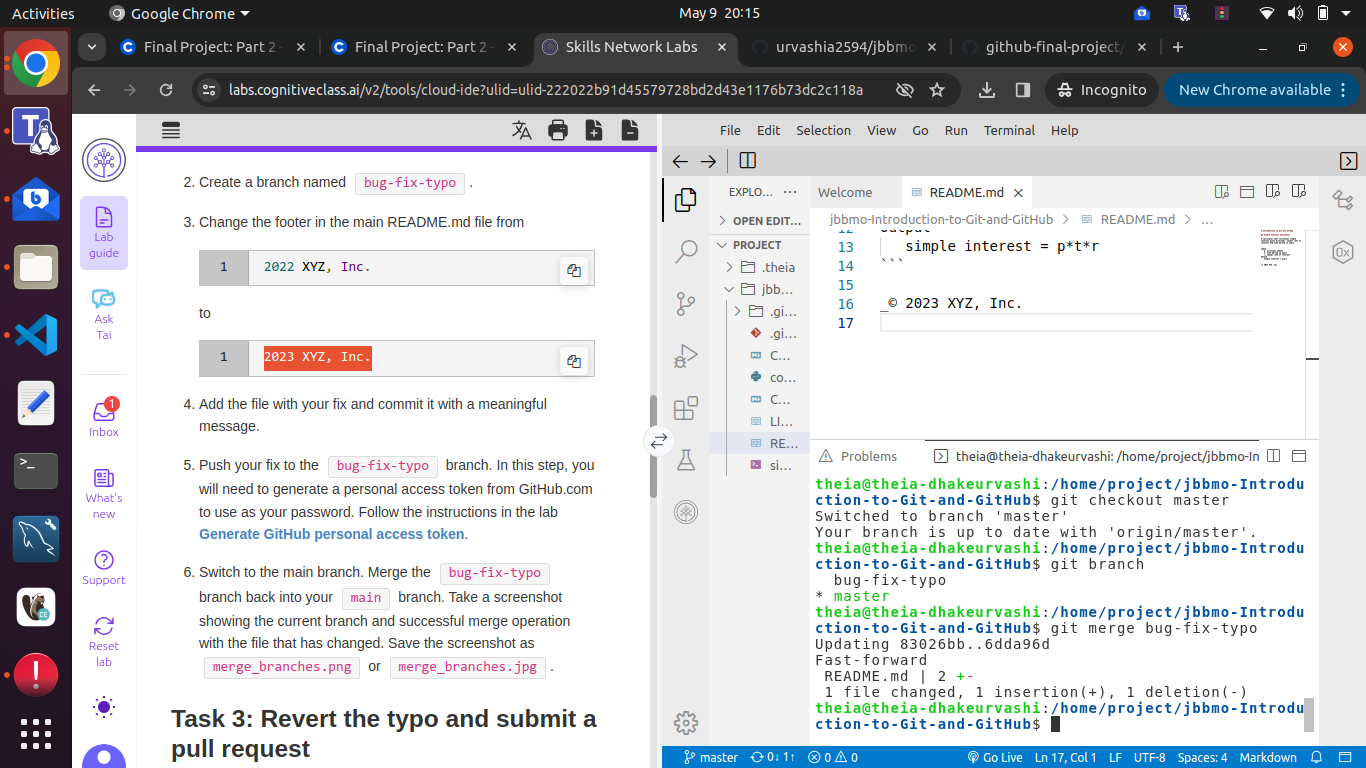 Activities
Google Chrome
May 9 20:15
Final Project: Part 2 -
Final Project: Part 2 -
Skills Network Labs
urvashia2594/jbbmo
github-final-project/
labs.cognitiveclass.ai/v2/tools/cloud-ide?ulid=ulid-222022b91d45579728bd2d43e1176b73dc2c118a
Incognito
New Chrome available
Lab
guide
Ask
Tai
1
Inbox
What's
new
Support
Reset
lab
2. Create a branch named bug-fix-typo .
3. Change the footer in the main README.md file from
1 2022 XYZ, Inc.
to
1 2023 XYZ, Inc.
4. Add the file with your fix and commit it with a meaningful
message.
5. Push your fix to the bug-fix-typo branch. In this step, you
will need to generate a personal access token from GitHub.com
to use as your password. Follow the instructions in the lab
Generate GitHub personal access token.
6. Switch to the main branch. Merge the bug-fix-typo
branch back into your main branch. Take a screenshot
showing the current branch and successful merge operation
with the file that has changed. Save the screenshot as
merge_branches.png or merge_branches.jpg .
Task 3: Revert the typo and submit a
pull request
File Edit Selection View Go Run Terminal Help
EXPLO... ...
OPEN EDIT...
PROJECT
.theia
jbb...
.gi...
.gi...
C...
co...
C...
LI...
RE...
si...
Welcome
README.md
jbbmo-Introduction-to-Git-and-GitHub > README.md > ...
12 output
13 simple interest = p*t*r
14 ```
15
16 _© 2023 XYZ, Inc.
17
Problems
theia@theia-dhakeurvashi: /home/project/jbbmo-In
theia@theia-dhakeurvashi:/home/project/jbbmo-Introdu
ction-to-Git-and-GitHub$ git checkout master
Switched to branch 'master'
Your branch is up to date with 'origin/master'.
theia@theia-dhakeurvashi:/home/project/jbbmo-Introdu
ction-to-Git-and-GitHub$ git branch
bug-fix-typo
* master
theia@theia-dhakeurvashi:/home/project/jbbmo-Introdu
ction-to-Git-and-GitHub$ git merge bug-fix-typo
Updating 83026bb..6dda96d
Fast-forward
README.md | 2 +-
1 file changed, 1 insertion(+), 1 deletion(-)
theia@theia-dhakeurvashi:/home/project/jbbmo-Introdu
ction-to-Git-and-GitHub$
master 0↓ 1↑ 0 0 Go Live Ln 17, Col 1 LF UTF-8 Spaces: 4 Markdown